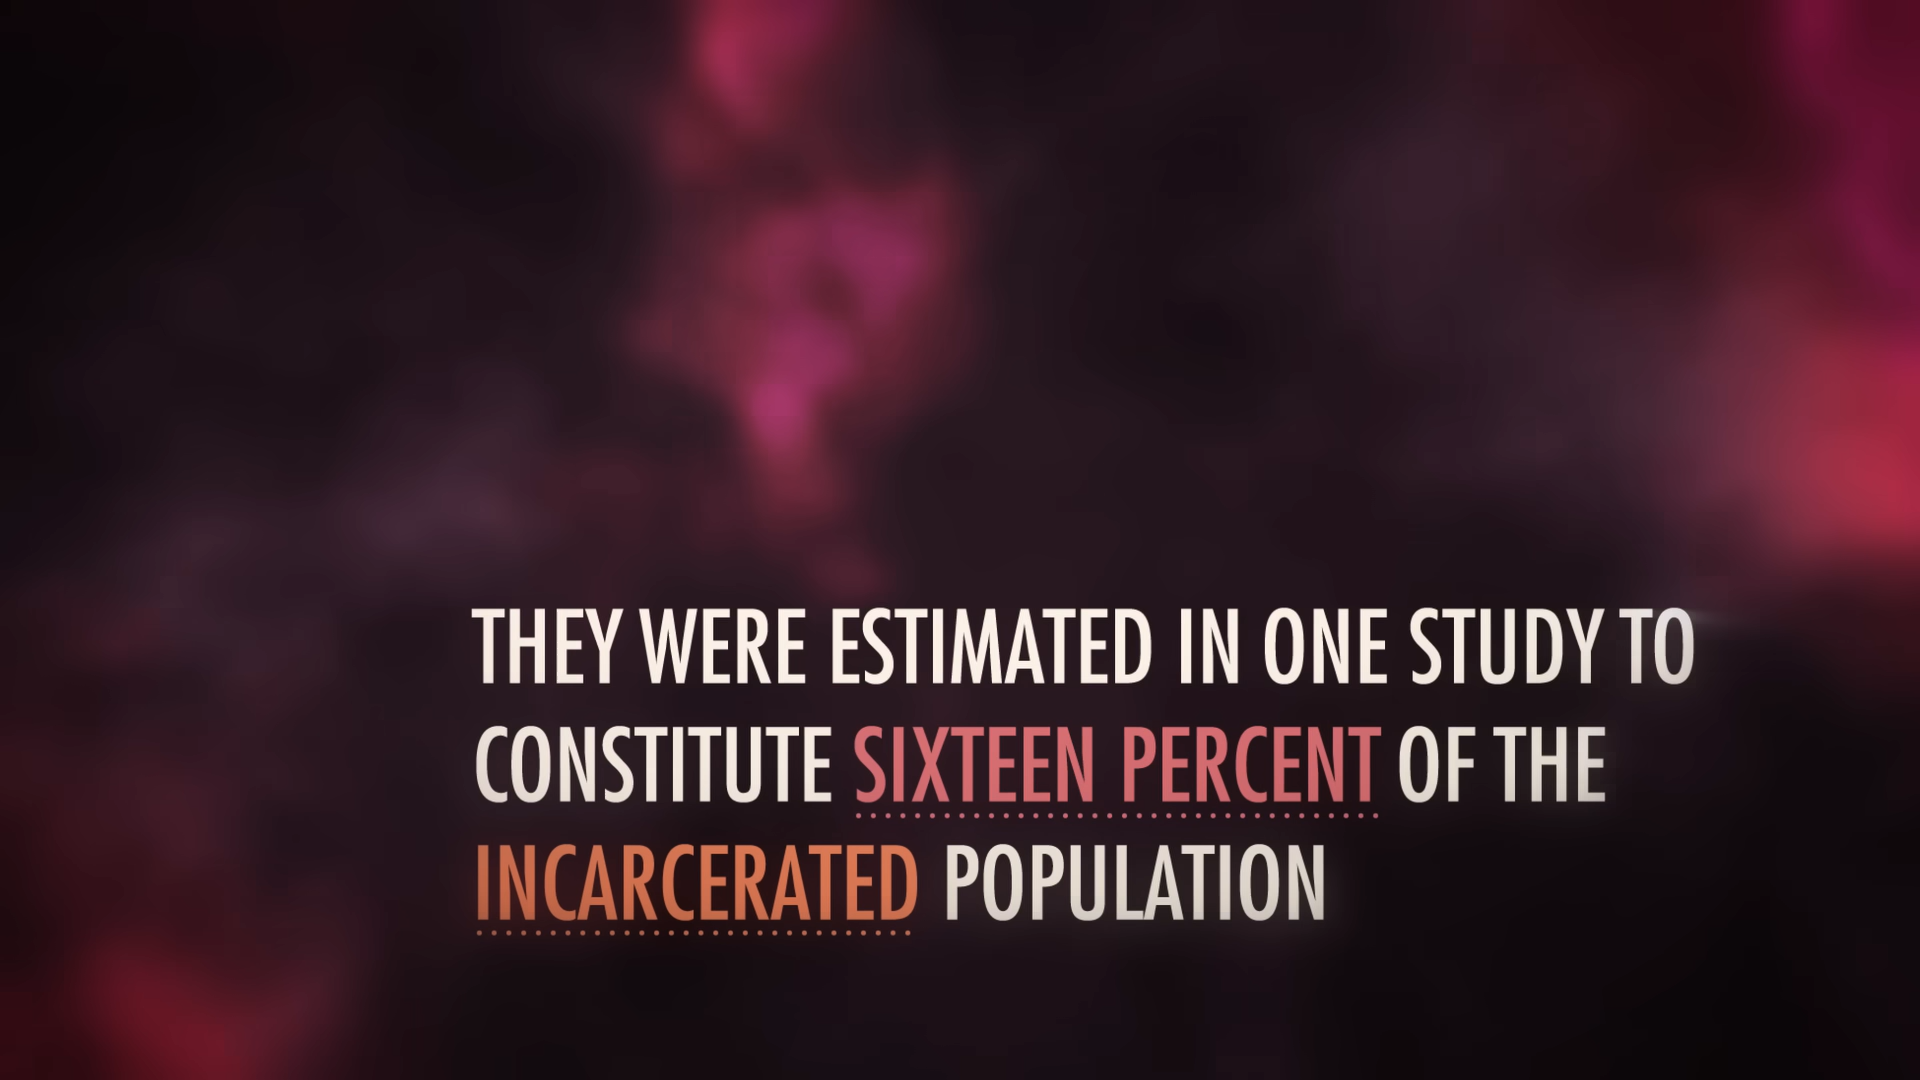 THEY WERE ESTIMATED IN ONE STUDY TO
CONSTITUTE SIXTEEN PERCENT OF THE
INCARCERATED POPULATION